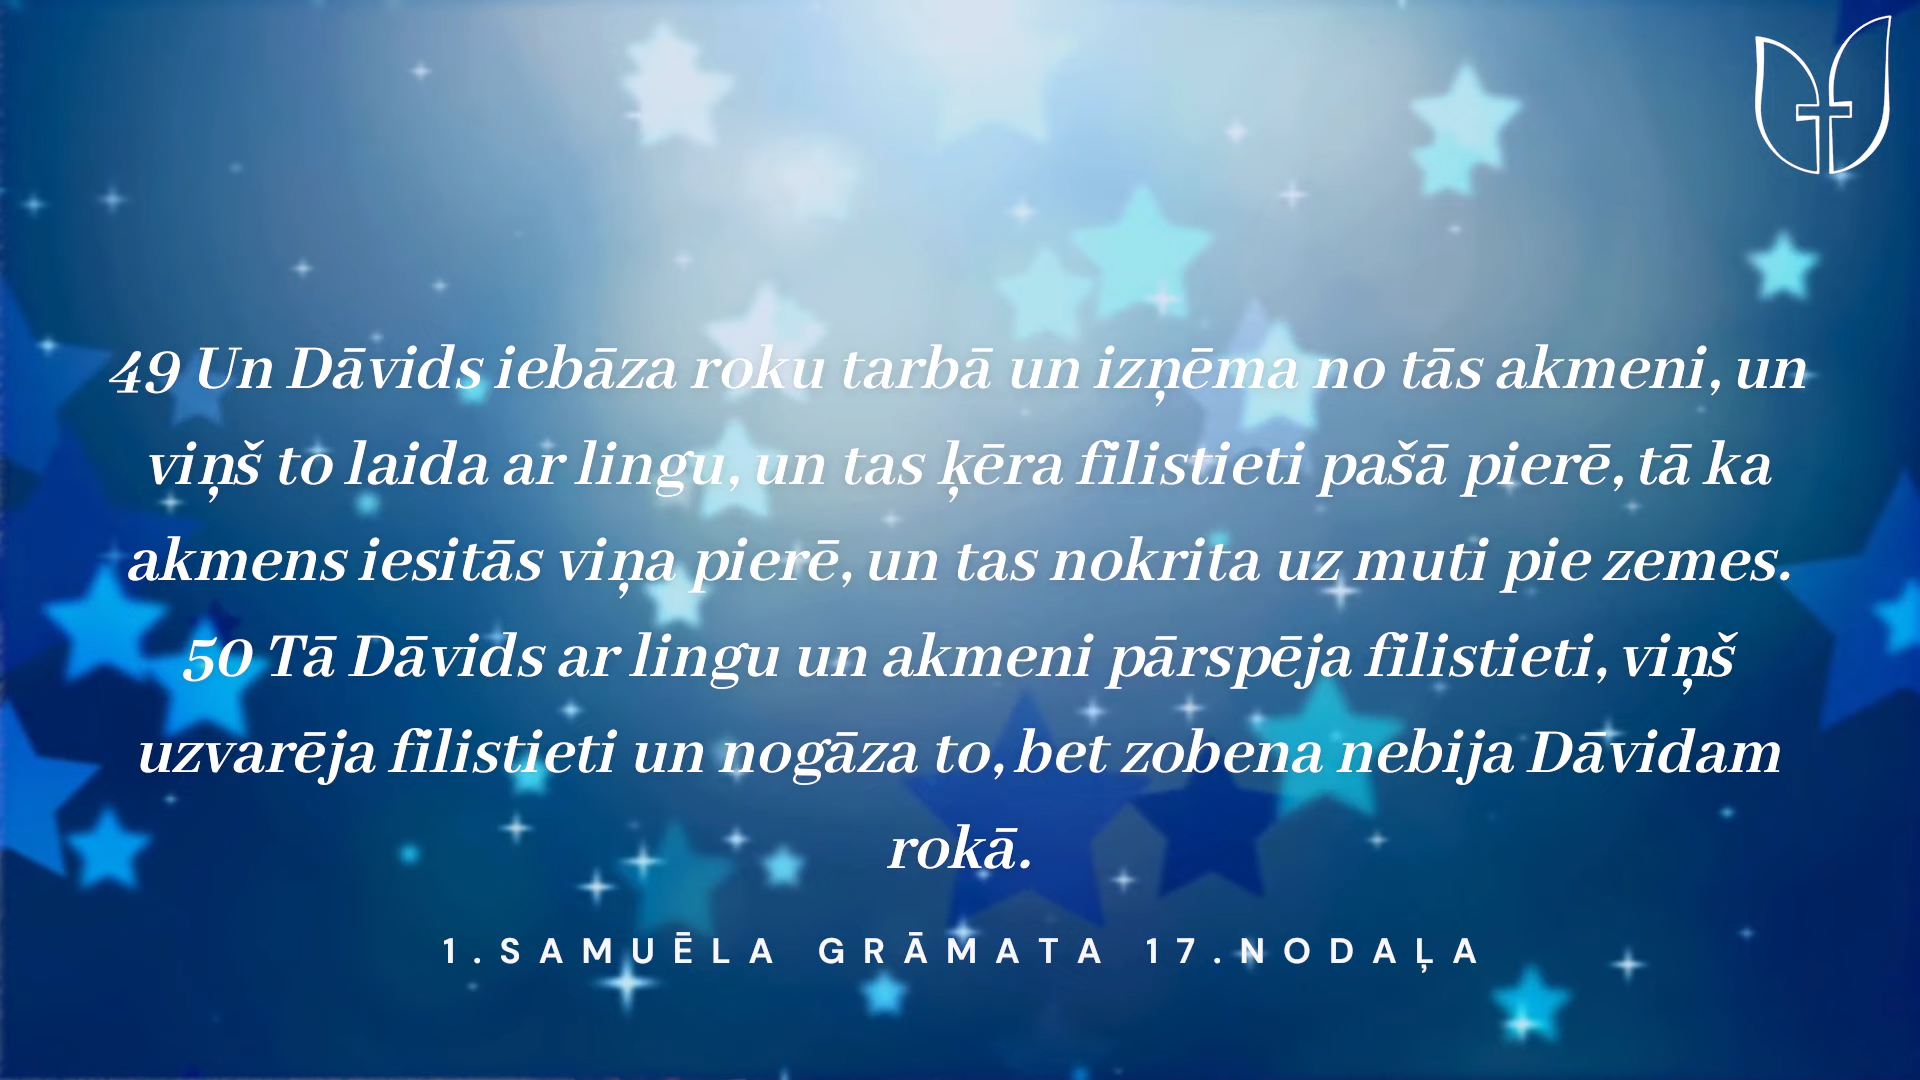 49 Un Dāvids iebāza roku tarbā un izņēma no tās akmeni, un
viņš to laida ar lingu, un tas ķēra filistieti pašā pierē, tā ka
akmens iesitās viņa pierē, un tas nokrita uz muti pie zemes.
50 Tā Dāvids ar lingu un akmeni pārspēja filistieti, viņš
uzvarēja filistieti un nogāza to, bet zobena nebija Dāvidam
rokā.
1.SAMUĒLA GRĀMATA 17.NODAĻA